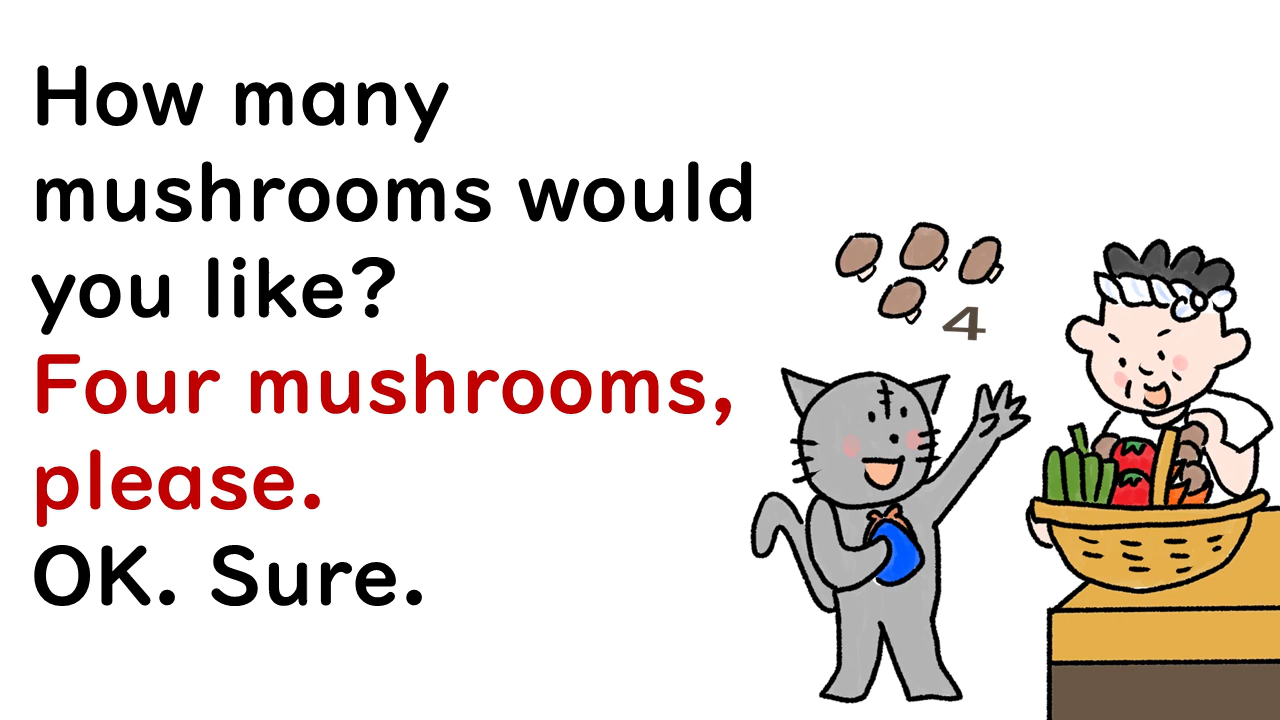 How many
mushrooms would
you like?
Four mushrooms,
please.
OK. Sure.
4